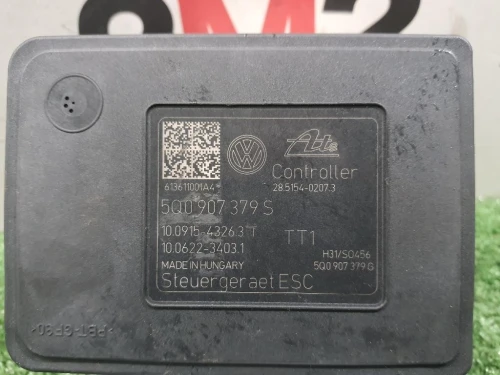 Ate
Controller
613611001A4
28.5154-0207.3
5Q0 907 379 S
10.0915-4326.3 T
TT1
10.0622-3403.1
H31/S0456
MADE IN HUNGARY
5Q0 907 379 G
Steuergeraet ESC